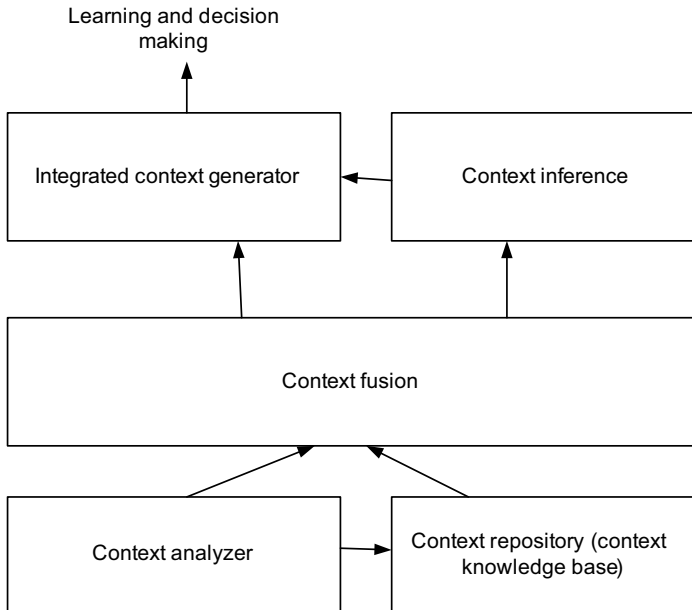 Learning and decision
making
Integrated context generator
Context inference
Context fusion
Context analyzer
Context repository (context
knowledge base)